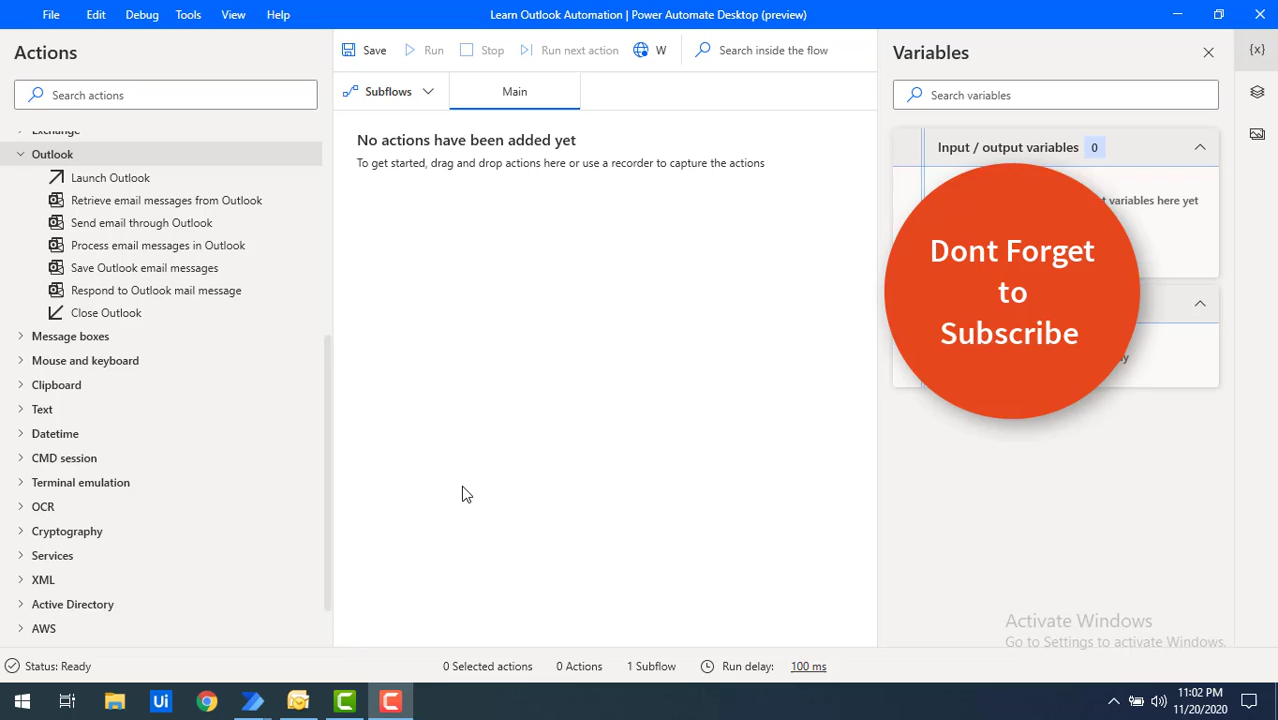 File Edit Debug Tools View Help
Learn Outlook Automation | Power Automate Desktop (preview)
Actions
Search actions
Exchange
Outlook
Launch Outlook
Retrieve email messages from Outlook
Send email through Outlook
Process email messages in Outlook
Save Outlook email messages
Respond to Outlook mail message
Close Outlook
Message boxes
Mouse and keyboard
Clipboard
Text
Datetime
CMD session
Terminal emulation
OCR
Cryptography
Services
XML
Active Directory
AWS
Save Run Stop Run next action W Search inside the flow
Subflows Main
No actions have been added yet
To get started, drag and drop actions here or use a recorder to capture the actions
Variables
{x}
Search variables
Input / output variables 0
variables here yet
Dont Forget
to
Subscribe
Activate Windows
Go to Settings to activate Windows.
Status: Ready 0 Selected actions 0 Actions 1 Subflow Run delay: 100 ms
Ui
C
C
11:02 PM
11/20/2020